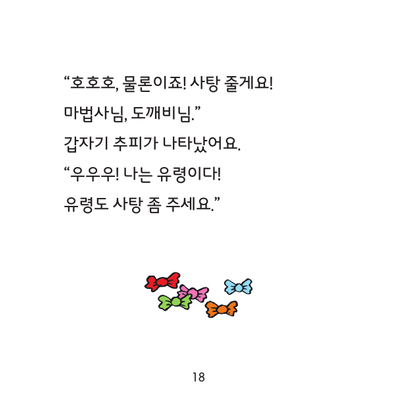 “호호호, 물론이죠! 사탕 줄게요!
마법사님, 도깨비님.”
갑자기 추피가 나타났어요.
“우우우! 나는 유령이다!
유령도 사탕 좀 주세요.”
18